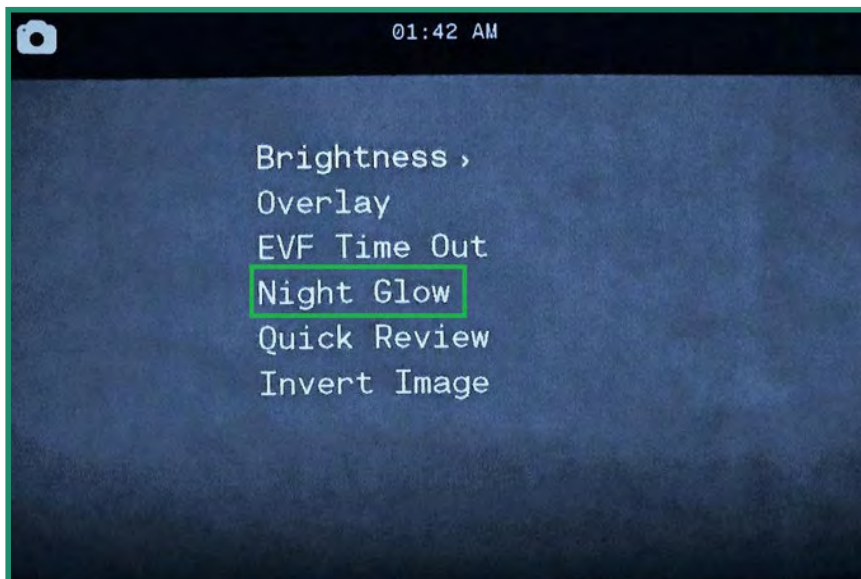 01:42 AM
Brightness ›
Overlay
EVF Time Out
Night Glow
Quick Review
Invert Image